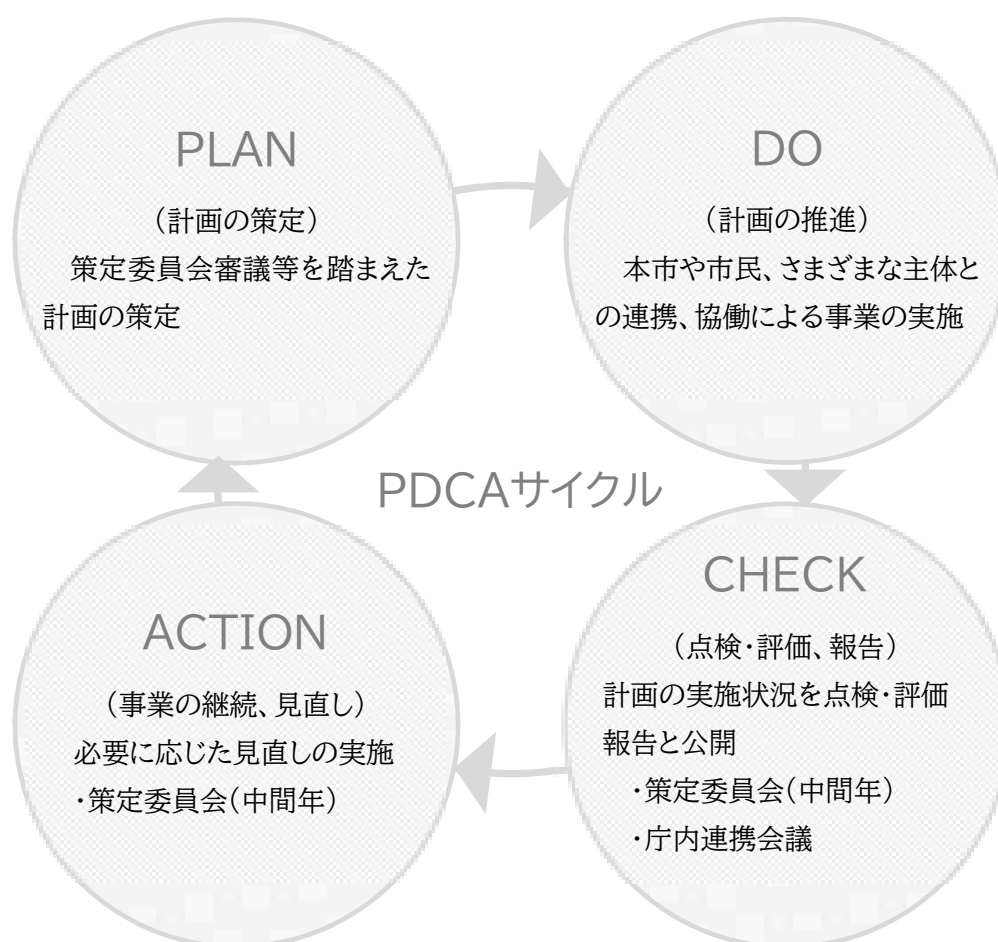 PLAN
（計画の策定）
策定委員会審議等を踏まえた
計画の策定
DO
（計画の推進）
本市や市民、さまざまな主体と
の連携、協働による事業の実施
PDCAサイクル
CHECK
（点検・評価、報告）
計画の実施状況を点検・評価
報告と公開
・策定委員会（中間年）
・庁内連携会議
ACTION
（事業の継続、見直し）
必要に応じた見直しの実施
・策定委員会（中間年）